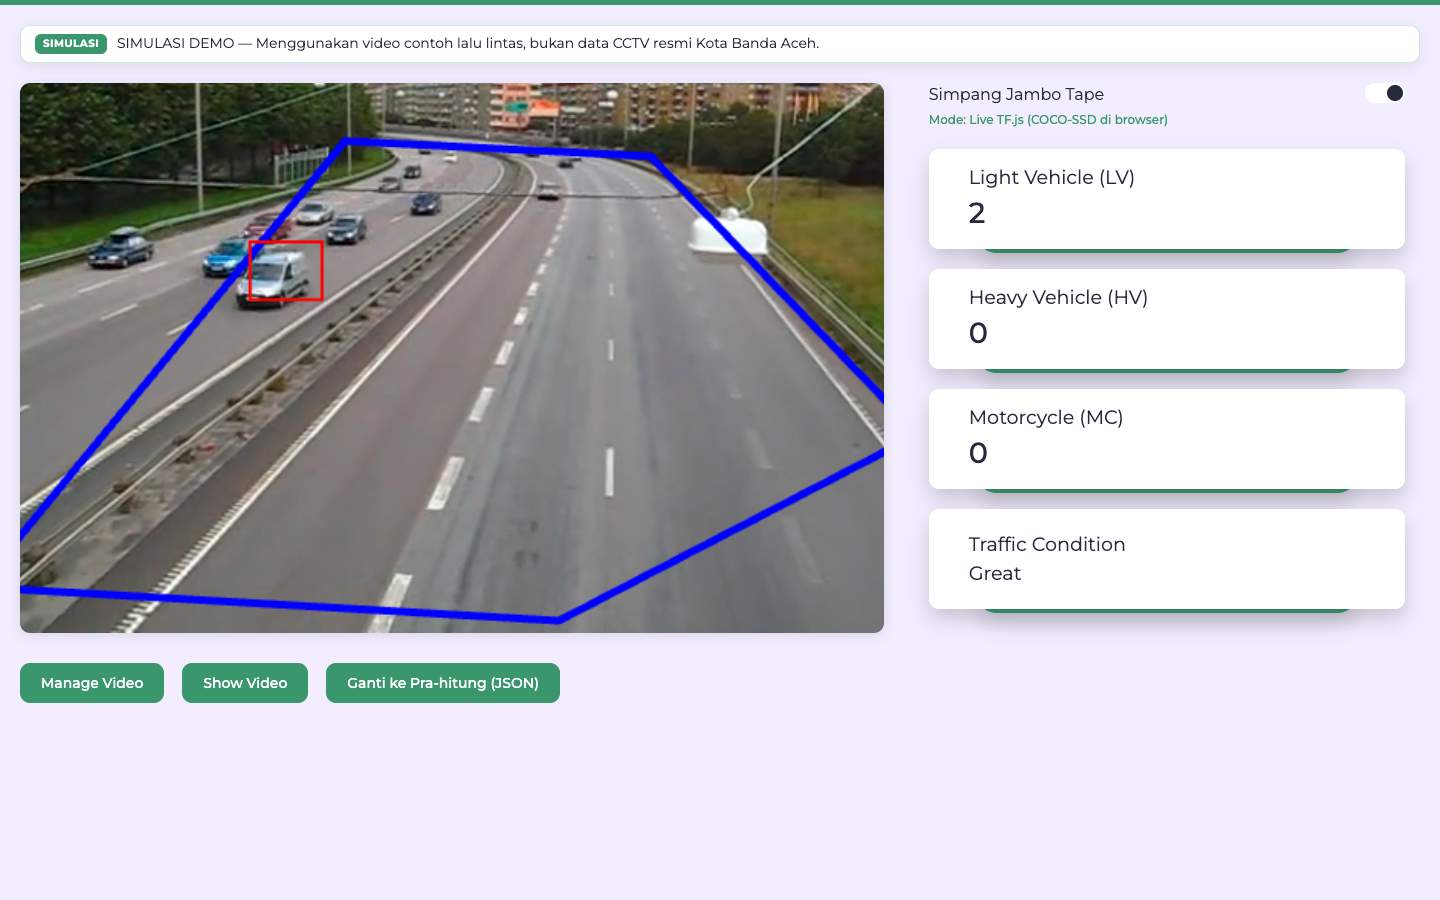 SIMULASI SIMULASI DEMO — Menggunakan video contoh lalu lintas, bukan data CCTV resmi Kota Banda Aceh.
Simpang Jambo Tape
Mode: Live TF.js (COCO-SSD di browser)
Light Vehicle (LV)
2
Heavy Vehicle (HV)
0
Motorcycle (MC)
0
Traffic Condition
Great
Manage Video
Show Video
Ganti ke Pra-hitung (JSON)